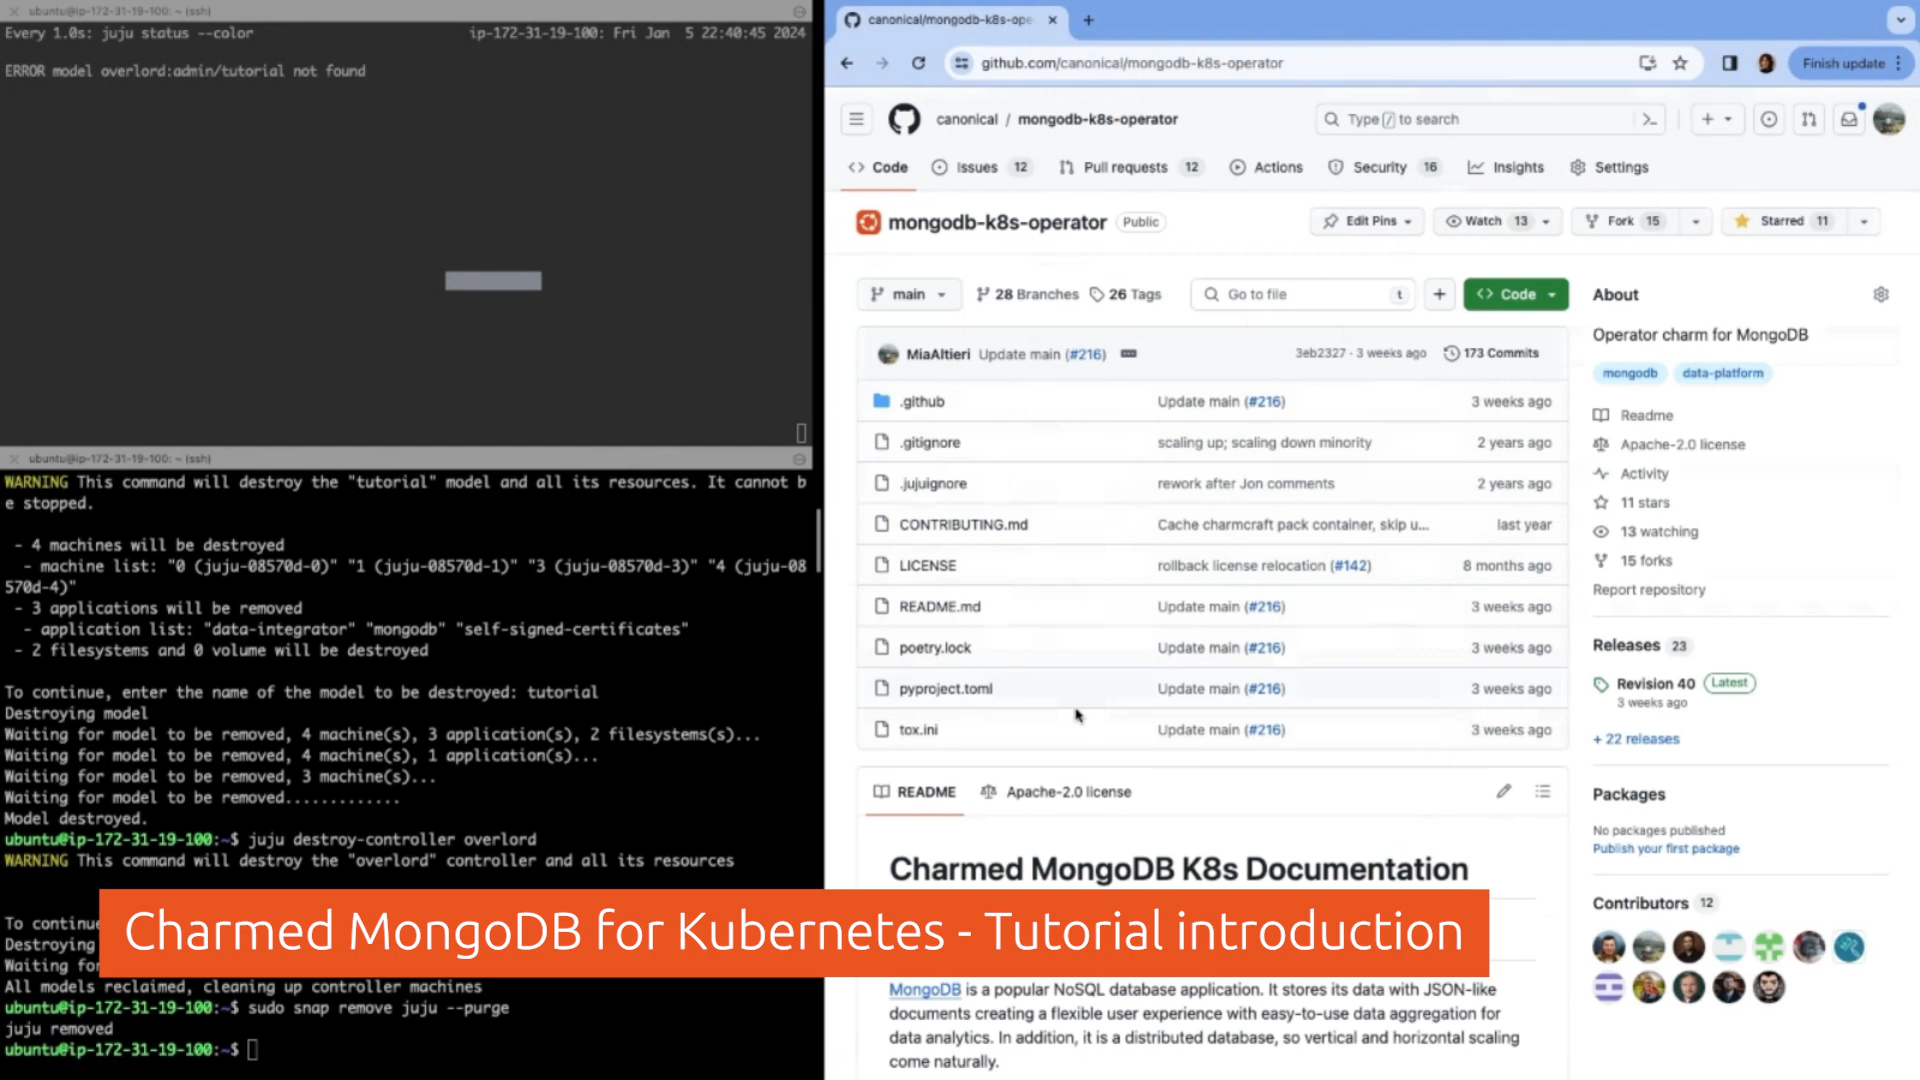 ubuntu@ip-172-31-19-100: ~ (ssh)
Every 1.0s: juju status --color
ip-172-31-19-100: Fri Jan  5 22:40:45 2024
ERROR model overlord:admin/tutorial not found
ubuntu@ip-172-31-19-100: ~ (ssh)
WARNING This command will destroy the "tutorial" model and all its resources. It cannot b
e stopped.
- 4 machines will be destroyed
- machine list: "0 (juju-08570d-0)" "1 (juju-08570d-1)" "3 (juju-08570d-3)" "4 (juju-08
570d-4)"
- 3 applications will be removed
- application list: "data-integrator" "mongodb" "self-signed-certificates"
- 2 filesystems and 0 volume will be destroyed
To continue, enter the name of the model to be destroyed: tutorial
Destroying model
Waiting for model to be removed, 4 machine(s), 3 application(s), 2 filesystems(s)...
Waiting for model to be removed, 4 machine(s), 1 application(s)...
Waiting for model to be removed, 3 machine(s)...
Waiting for model to be removed.............
Model destroyed.
ubuntu@ip-172-31-19-100:~$ juju destroy-controller overlord
WARNING This command will destroy the "overlord" controller and all its resources
To continue
Destroying
Waiting for
All models reclaimed, cleaning up controller machines
ubuntu@ip-172-31-19-100:~$ sudo snap remove juju --purge
juju removed
ubuntu@ip-172-31-19-100:~$
canonical/mongodb-k8s-ope
github.com/canonical/mongodb-k8s-operator
Finish update
canonical / mongodb-k8s-operator
Type / to search
Code
Issues 12
Pull requests 12
Actions
Security 16
Insights
Settings
mongodb-k8s-operator Public
Edit Pins
Watch 13
Fork 15
Starred 11
main
28 Branches
26 Tags
Go to file t
Code
MiaAltieri Update main (#216)
3eb2327 · 3 weeks ago
173 Commits
.github Update main (#216) 3 weeks ago
.gitignore scaling up; scaling down minority 2 years ago
.jujuignore rework after Jon comments 2 years ago
CONTRIBUTING.md Cache charmcraft pack container, skip u... last year
LICENSE rollback license relocation (#142) 8 months ago
README.md Update main (#216) 3 weeks ago
poetry.lock Update main (#216) 3 weeks ago
pyproject.toml Update main (#216) 3 weeks ago
tox.ini Update main (#216) 3 weeks ago
README
Apache-2.0 license
Charmed MongoDB K8s Documentation
MongoDB is a popular NoSQL database application. It stores its data with JSON-like
documents creating a flexible user experience with easy-to-use data aggregation for
data analytics. In addition, it is a distributed database, so vertical and horizontal scaling
come naturally.
About
Operator charm for MongoDB
mongodb data-platform
Readme
Apache-2.0 license
Activity
11 stars
13 watching
15 forks
Report repository
Releases 23
Revision 40 Latest
3 weeks ago
+ 22 releases
Packages
No packages published
Publish your first package
Contributors 12
Charmed MongoDB for Kubernetes - Tutorial introduction